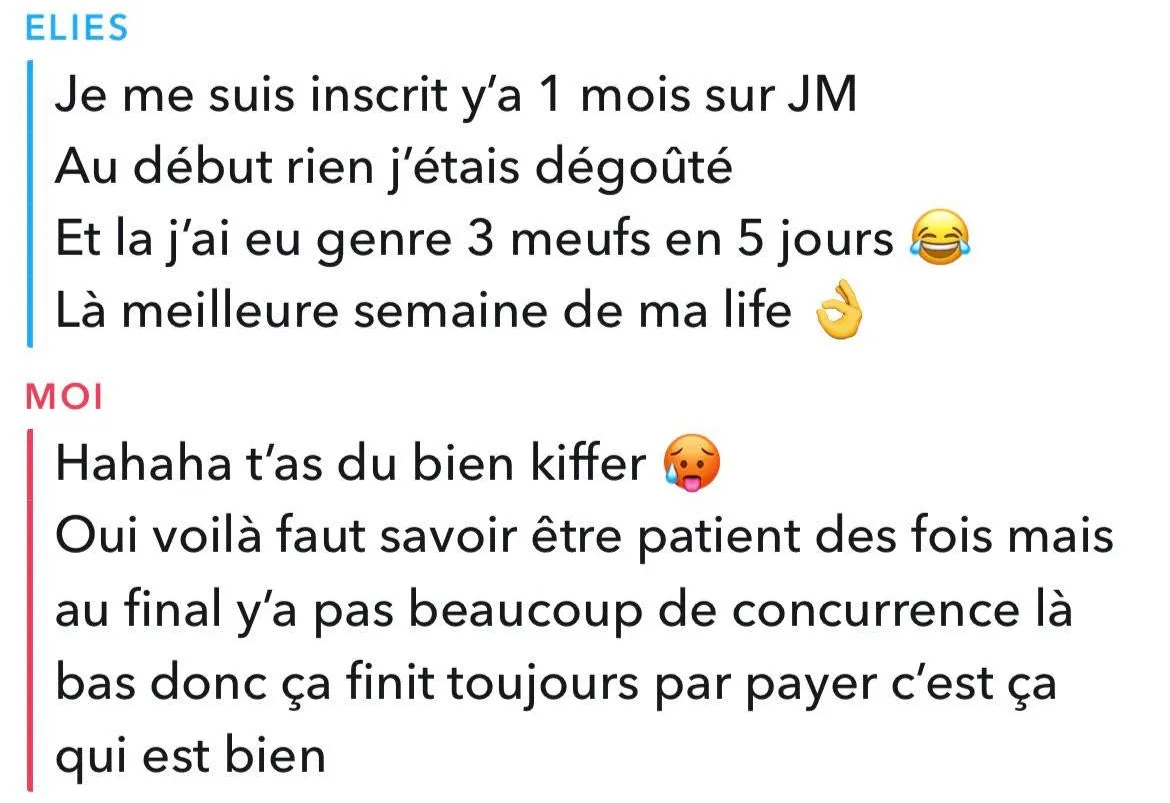 ELIES
Je me suis inscrit y’a 1 mois sur JM
Au début rien j’étais dégoûté
Et la j’ai eu genre 3 meufs en 5 jours 😂
Là meilleure semaine de ma life 👌
MOI
Hahaha t’as du bien kiffer 🥵
Oui voilà faut savoir être patient des fois mais
au final y’a pas beaucoup de concurrence là
bas donc ça finit toujours par payer c’est ça
qui est bien